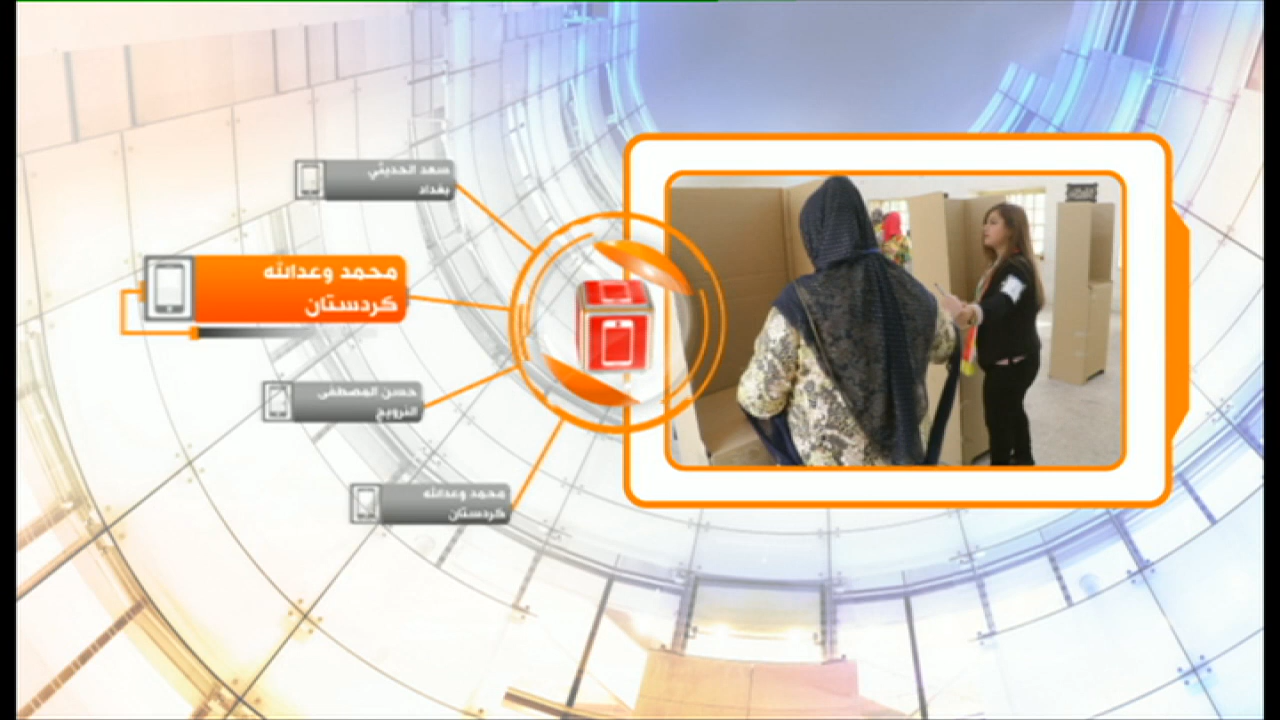 سعد الحديثي
بغداد
محمد وعدالله
كردستان
حسن المصطفى
النرويج
محمد وعدالله
كردستان